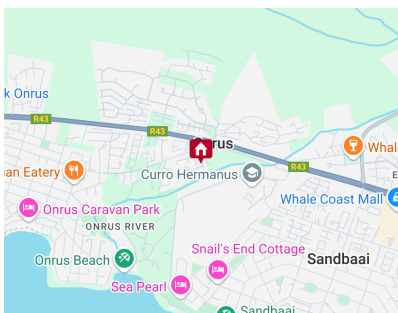 k Onrus
R43
R43
Onrus
Whale
an Eatery
Curro Hermanus
R43
E
Whale Coast Mall
Onrus Caravan Park
ONRUS RIVER
Snail's End Cottage
Onrus Beach
Sandbaai
Sea Pearl
Sandbaai